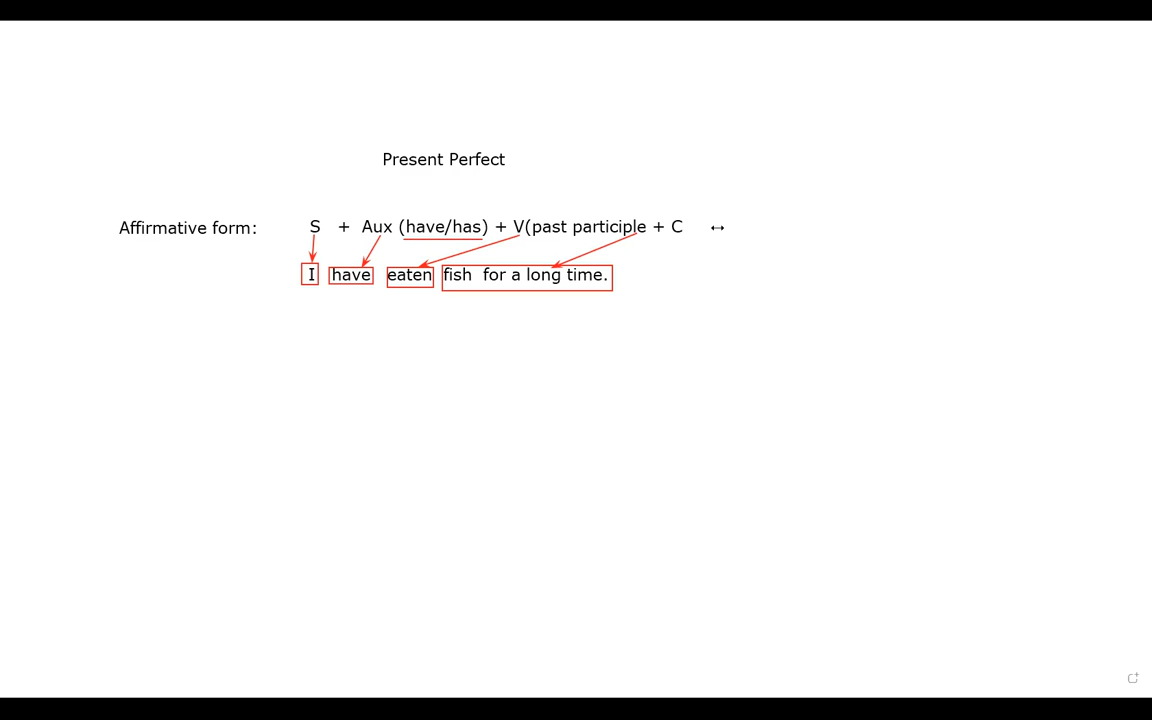 Present Perfect
Affirmative form: S + Aux (have/has) + V(past participle + C ↔
I have eaten fish for a long time.